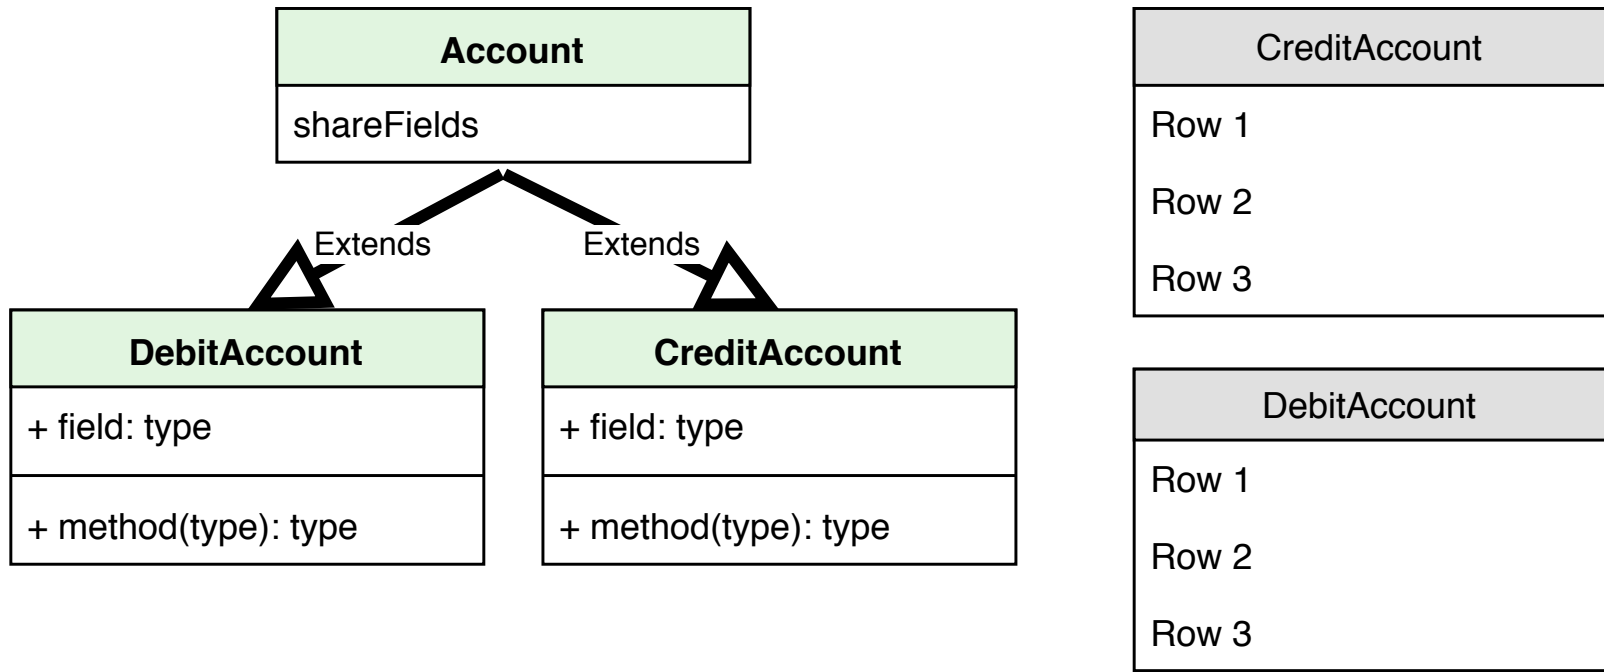 Account
shareFields
Extends
Extends
DebitAccount
+ field: type
+ method(type): type
CreditAccount
+ field: type
+ method(type): type
CreditAccount
Row 1
Row 2
Row 3
DebitAccount
Row 1
Row 2
Row 3